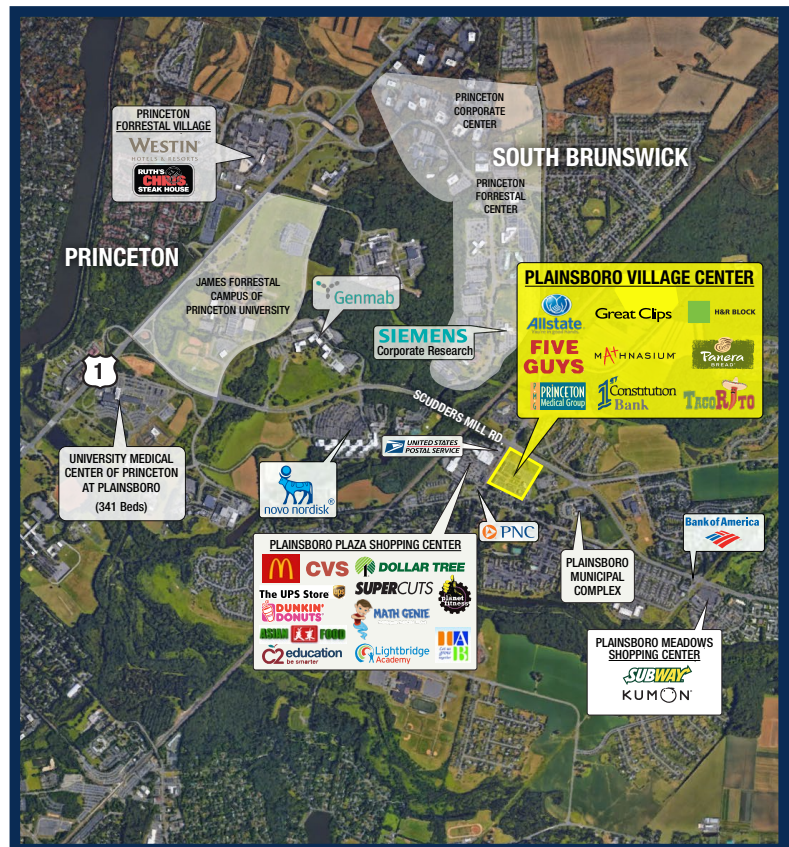 PRINCETON
CORPORATE
CENTER
PRINCETON
FORRESTAL VILLAGE
WESTIN
HOTELS & RESORTS
RUTH'S
CHRIS
STEAK HOUSE
SOUTH BRUNSWICK
PRINCETON
FORRESTAL
CENTER
PRINCETON
JAMES FORRESTAL
CAMPUS OF
PRINCETON UNIVERSITY
Genmab
SIEMENS
Corporate Research
PLAINSBORO VILLAGE CENTER
Allstate
Great Clips
H&R BLOCK
FIVE
GUYS
MATHNASIUM
Panera
BREAD
PRINCETON
Medical Group
1st Constitution
Bank
TACORITO
1
SCUDDERS MILL RD
UNITED STATES
POSTAL SERVICE
UNIVERSITY MEDICAL
CENTER OF PRINCETON
AT PLAINSBORO
(341 Beds)
novo nordisk
PNC
Bank of America
PLAINSBORO PLAZA SHOPPING CENTER
CVS
DOLLAR TREE
The UPS Store
ups
SUPERCUTS
planet
fitness
DUNKIN'
DONUTS
MATH GENIE
ASIAN FOOD
C2 education
be smarter
Lightbridge
Academy
PLAINSBORO
MUNICIPAL
COMPLEX
PLAINSBORO MEADOWS
SHOPPING CENTER
SUBWAY
KUMON